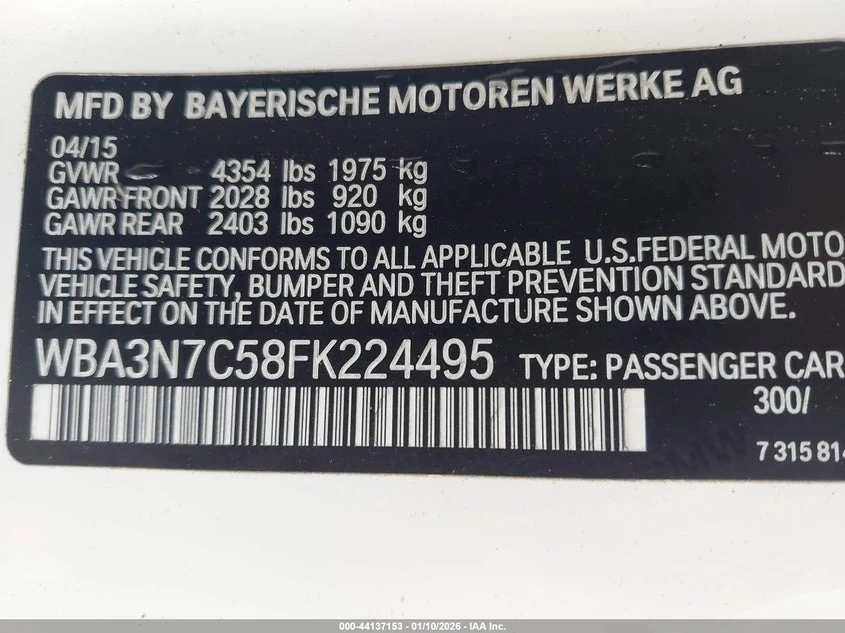 MFD BY BAYERISCHE MOTOREN WERKE AG
04/15
GVWR 4354 lbs 1975 kg
GAWR FRONT 2028 lbs 920 kg
GAWR REAR 2403 lbs 1090 kg
THIS VEHICLE CONFORMS TO ALL APPLICABLE U.S.FEDERAL MOTO
VEHICLE SAFETY, BUMPER AND THEFT PREVENTION STANDARD
IN EFFECT ON THE DATE OF MANUFACTURE SHOWN ABOVE.
WBA3N7C58FK224495 TYPE: PASSENGER CAR
300/
7 315 814
000-44137153 — 01/10/2026 — IAA Inc.